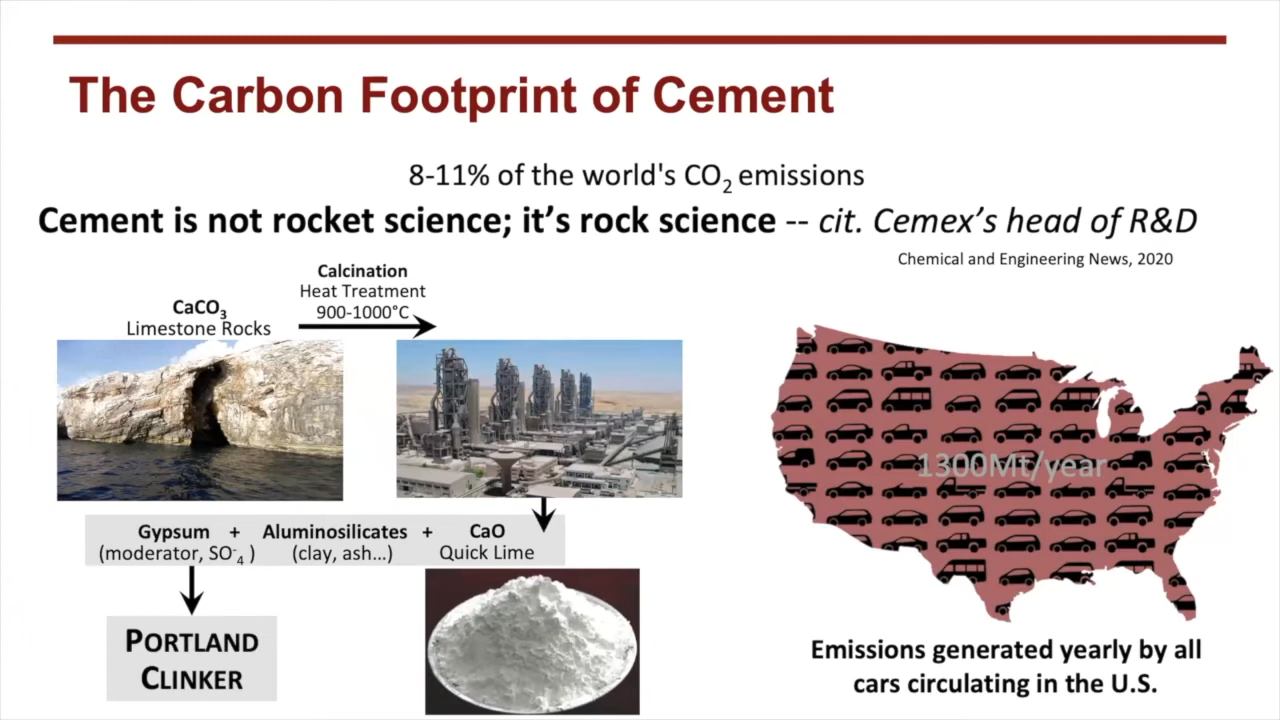 The Carbon Footprint of Cement
8-11% of the world's CO2 emissions
Cement is not rocket science; it’s rock science -- cit. Cemex’s head of R&D
Chemical and Engineering News, 2020
Calcination
Heat Treatment
900-1000°C
CaCO3
Limestone Rocks
1300Mt/year
Gypsum + Aluminosilicates + CaO
(moderator, SO-4 ) (clay, ash...) Quick Lime
PORTLAND
CLINKER
Emissions generated yearly by all
cars circulating in the U.S.